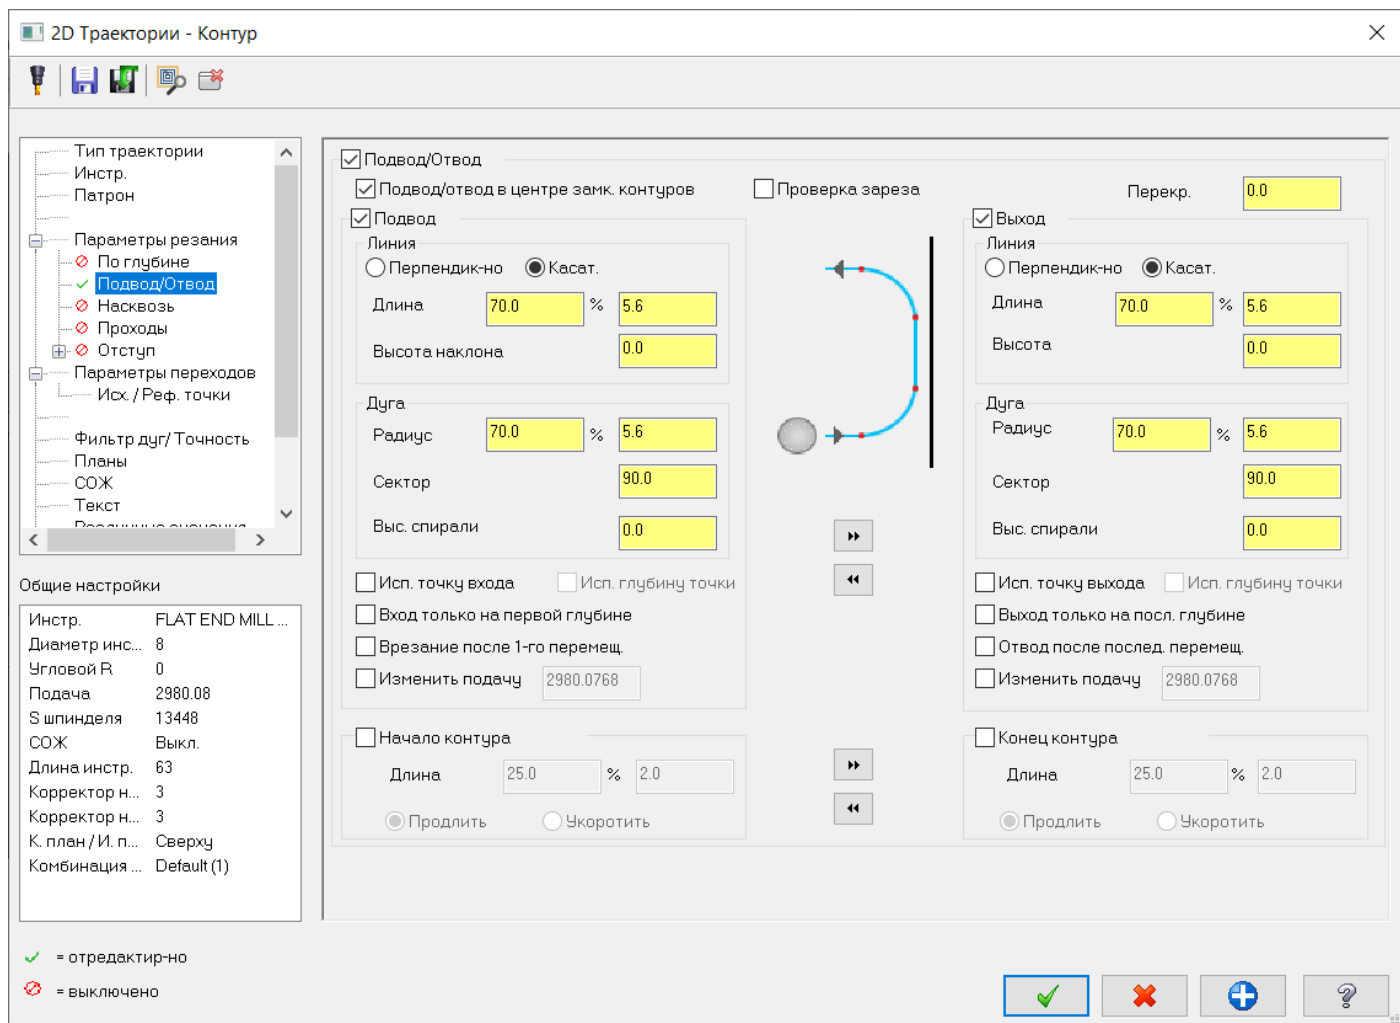 2D Траектории - Контур
Тип траектории
Инстр.
Патрон
Параметры резания
По глубине
Подвод/Отвод
Насквозь
Проходы
Отступ
Параметры переходов
Исх. / Реф. точки
Фильтр дуг/ Точность
Планы
СОЖ
Текст
Общие настройки
Инстр. FLAT END MILL ...
Диаметр инс... 8
Угловой R 0
Подача 2980.08
S шпинделя 13448
СОЖ Выкл.
Длина инстр. 63
Корректор н... 3
Корректор н... 3
К. план / И. п... Сверху
Комбинация ... Default (1)
= отредактир-но
= выключено
Подвод/Отвод
Подвод/отвод в центре замк. контуров Проверка зареза Перекр. 0.0
Подвод
Линия
Перпендик-но Касат.
Длина 70.0 % 5.6
Высота наклона 0.0
Дуга
Радиус 70.0 % 5.6
Сектор 90.0
Выс. спирали 0.0
Исп. точку входа Исп. глубину точки
Вход только на первой глубине
Врезание после 1-го перемещ.
Изменить подачу 2980.0768
Начало контура
Длина 25.0 % 2.0
Продлить Укоротить
Выход
Линия
Перпендик-но Касат.
Длина 70.0 % 5.6
Высота 0.0
Дуга
Радиус 70.0 % 5.6
Сектор 90.0
Выс. спирали 0.0
Исп. точку выхода Исп. глубину точки
Выход только на посл. глубине
Отвод после послед. перемещ.
Изменить подачу 2980.0768
Конец контура
Длина 25.0 % 2.0
Продлить Укоротить